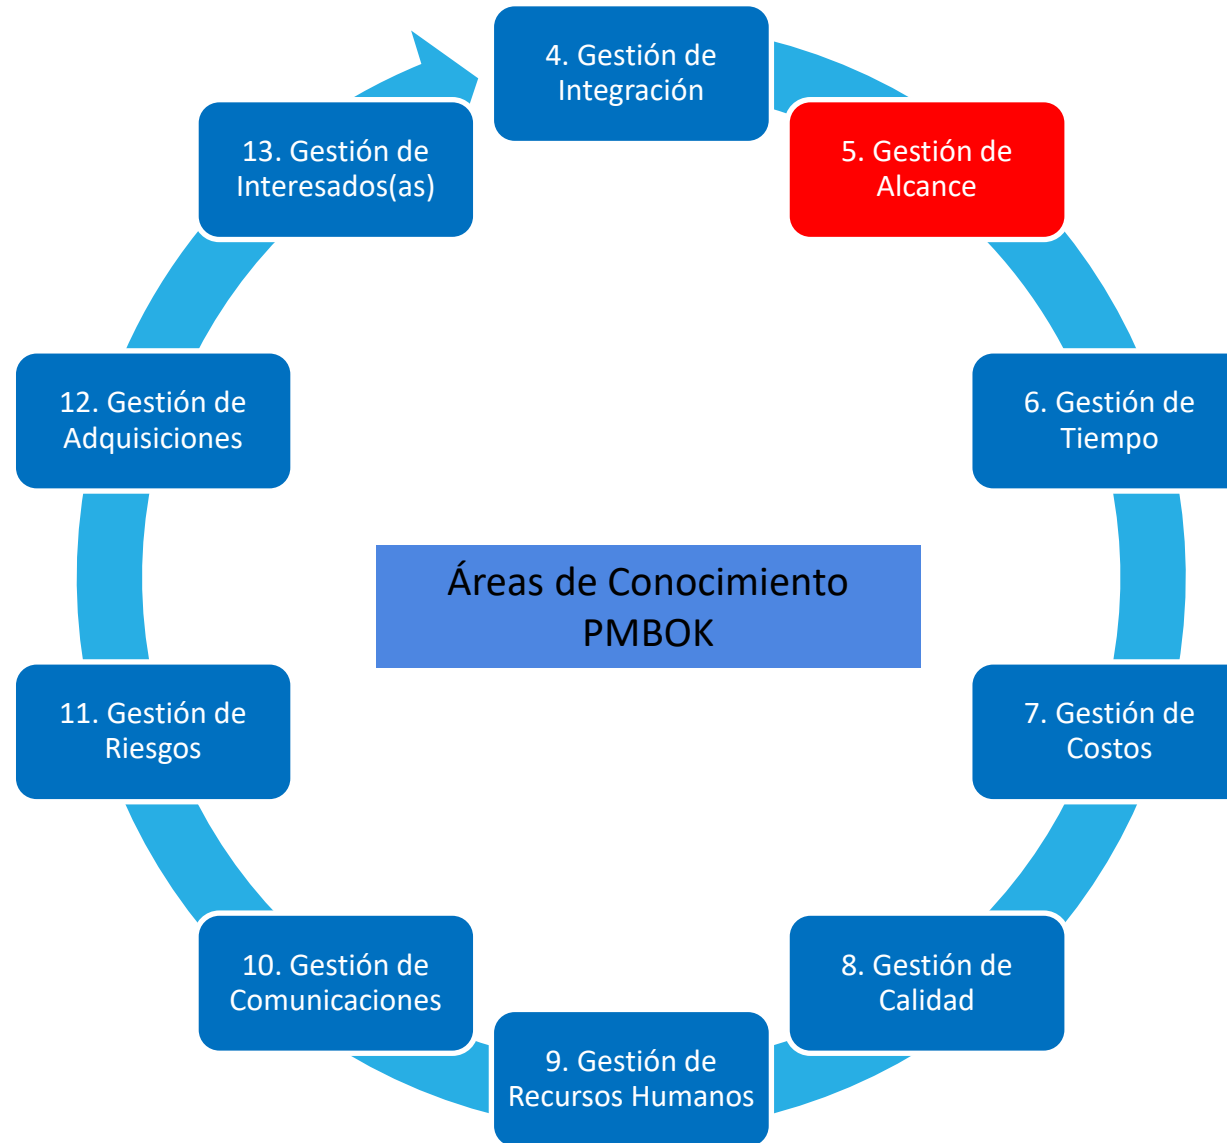 4. Gestión de
Integración
5. Gestión de
Alcance
6. Gestión de
Tiempo
7. Gestión de
Costos
8. Gestión de
Calidad
9. Gestión de
Recursos Humanos
10. Gestión de
Comunicaciones
11. Gestión de
Riesgos
12. Gestión de
Adquisiciones
13. Gestión de
Interesados(as)
Áreas de Conocimiento
PMBOK